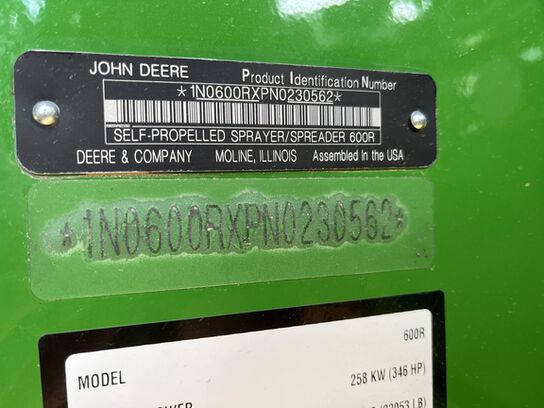 JOHN DEERE Product Identification Number
*1N0600RXPN0230562*
SELF-PROPELLED SPRAYER/SPREADER 600R
DEERE & COMPANY MOLINE, ILLINOIS Assembled in the USA
*1N0600RXPN0230562*
600R
MODEL 258 KW (346 HP)